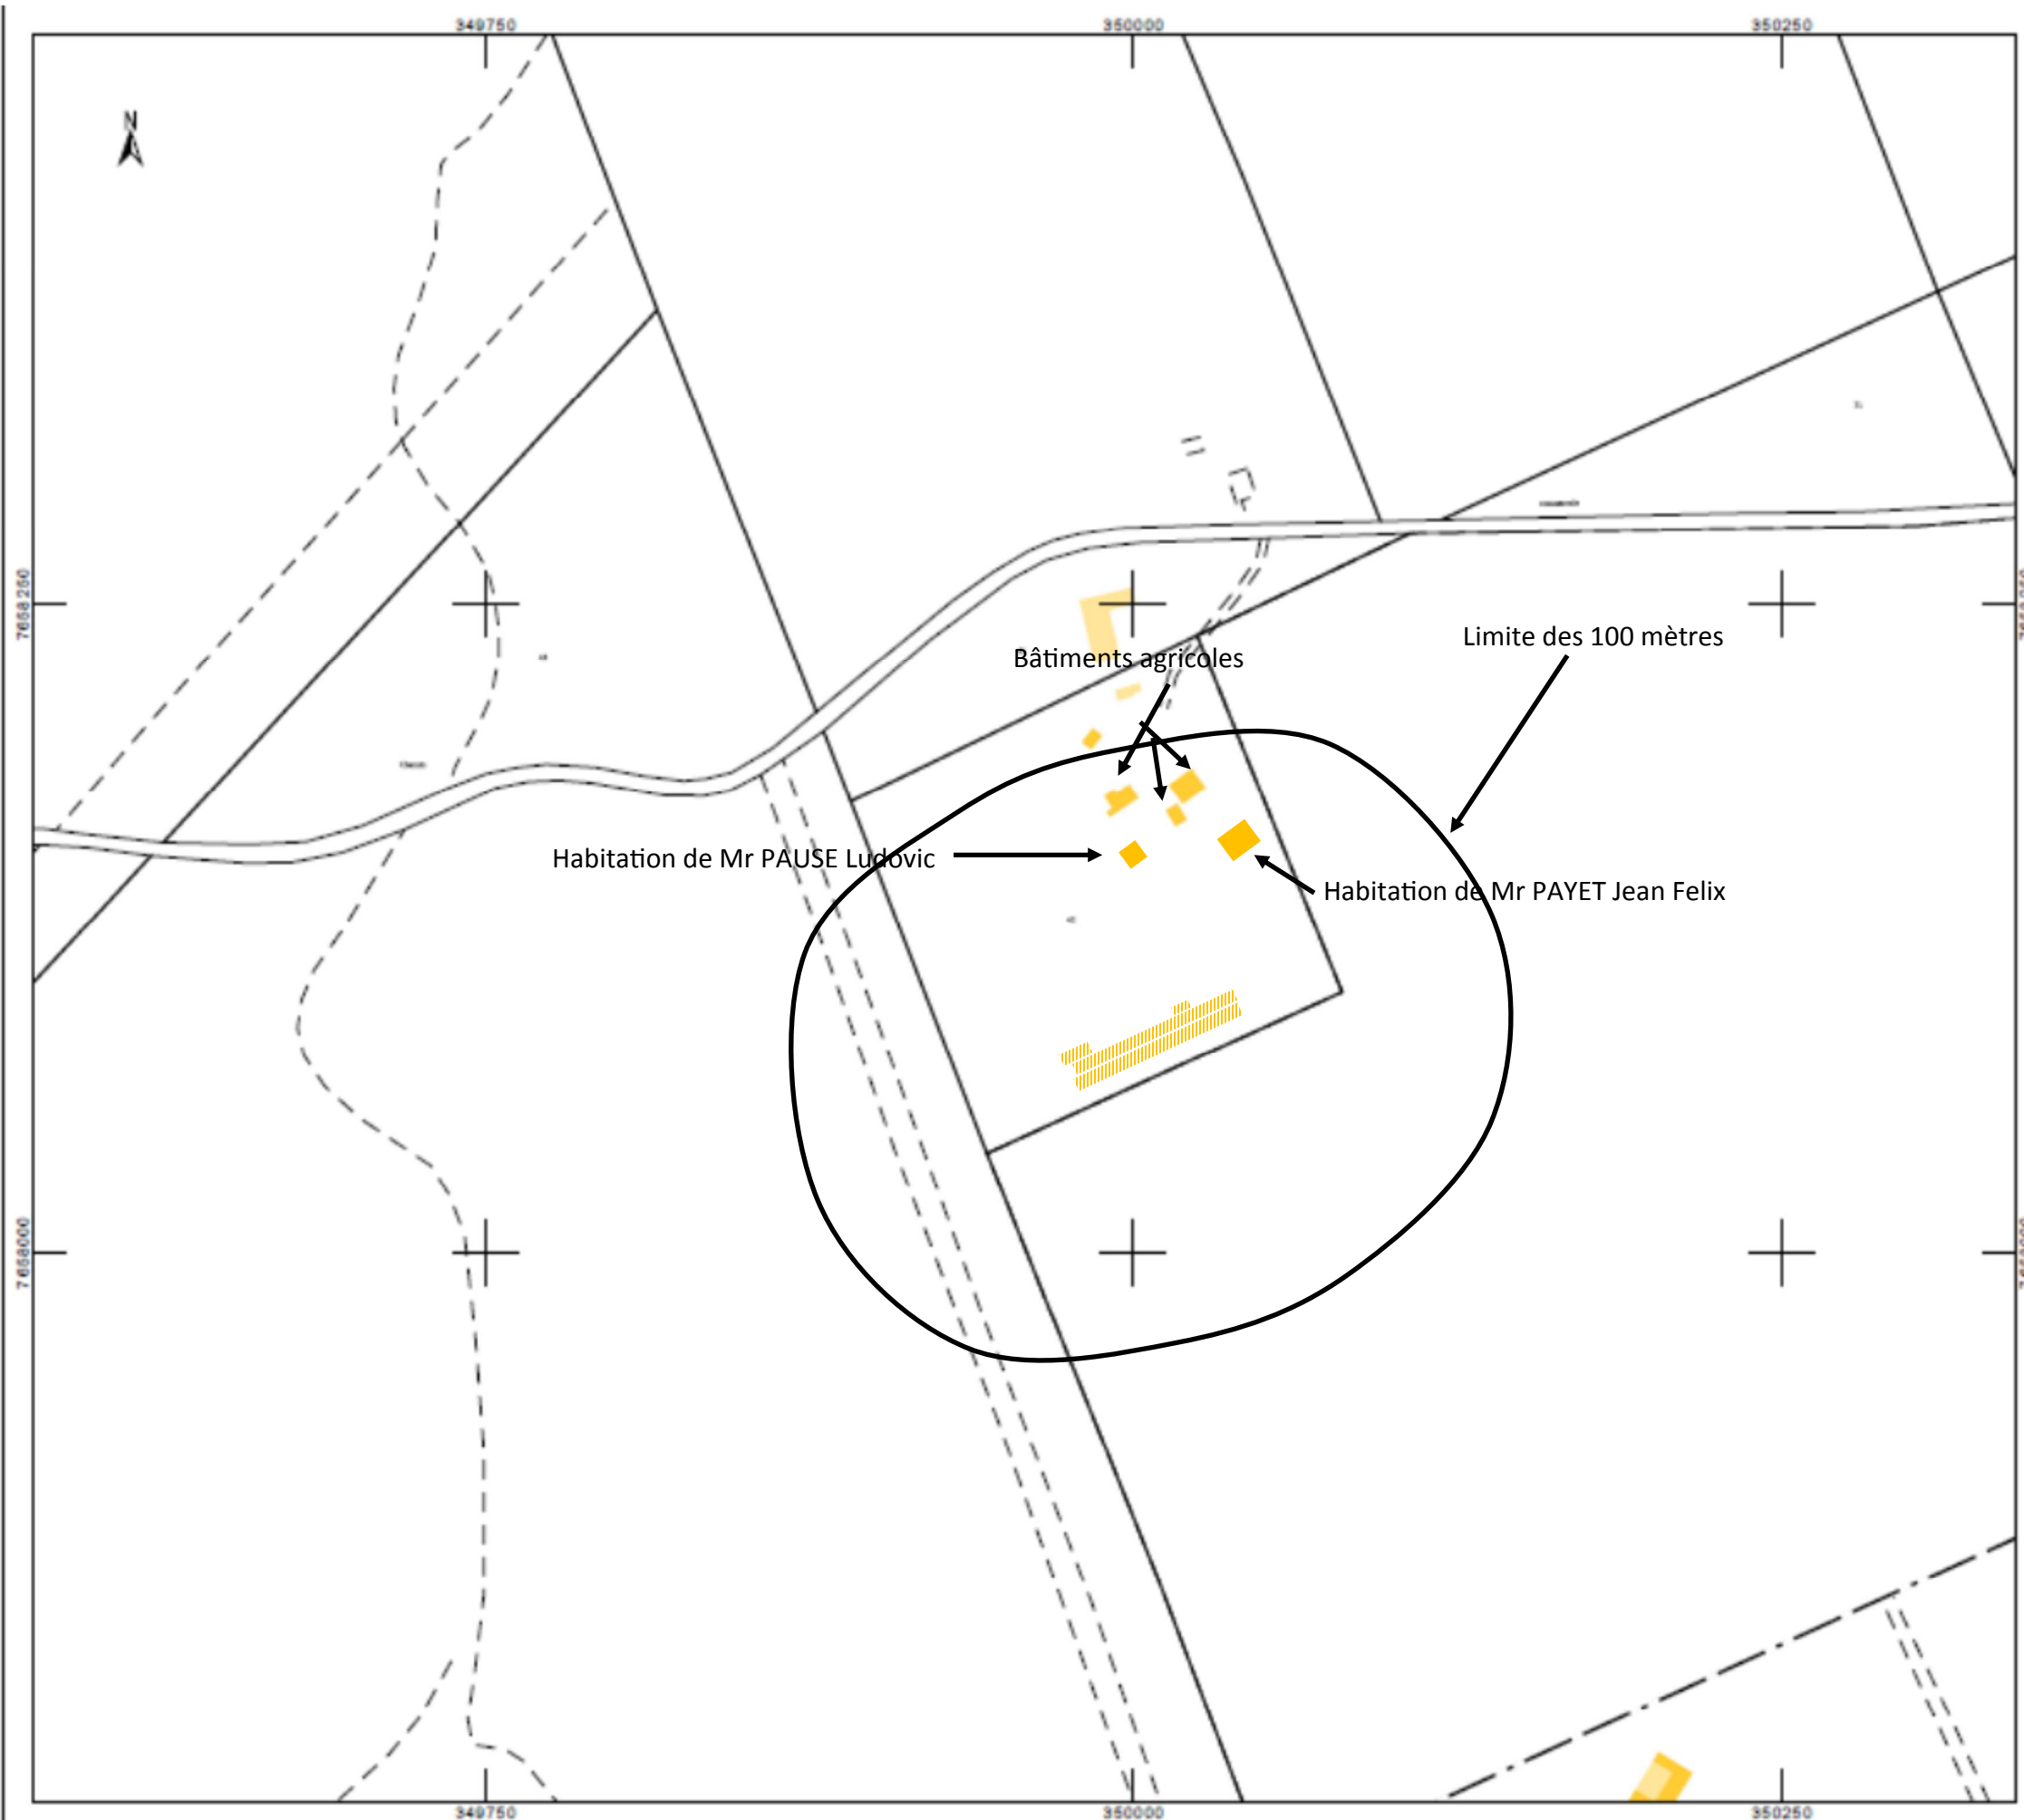 349750
350000
350250
N
7668250
Limite des 100 mètres
Bâtiments agricoles
Habitation de Mr PAUSE Ludovic
Habitation de Mr PAYET Jean Felix
7668000
349750
350000
350250